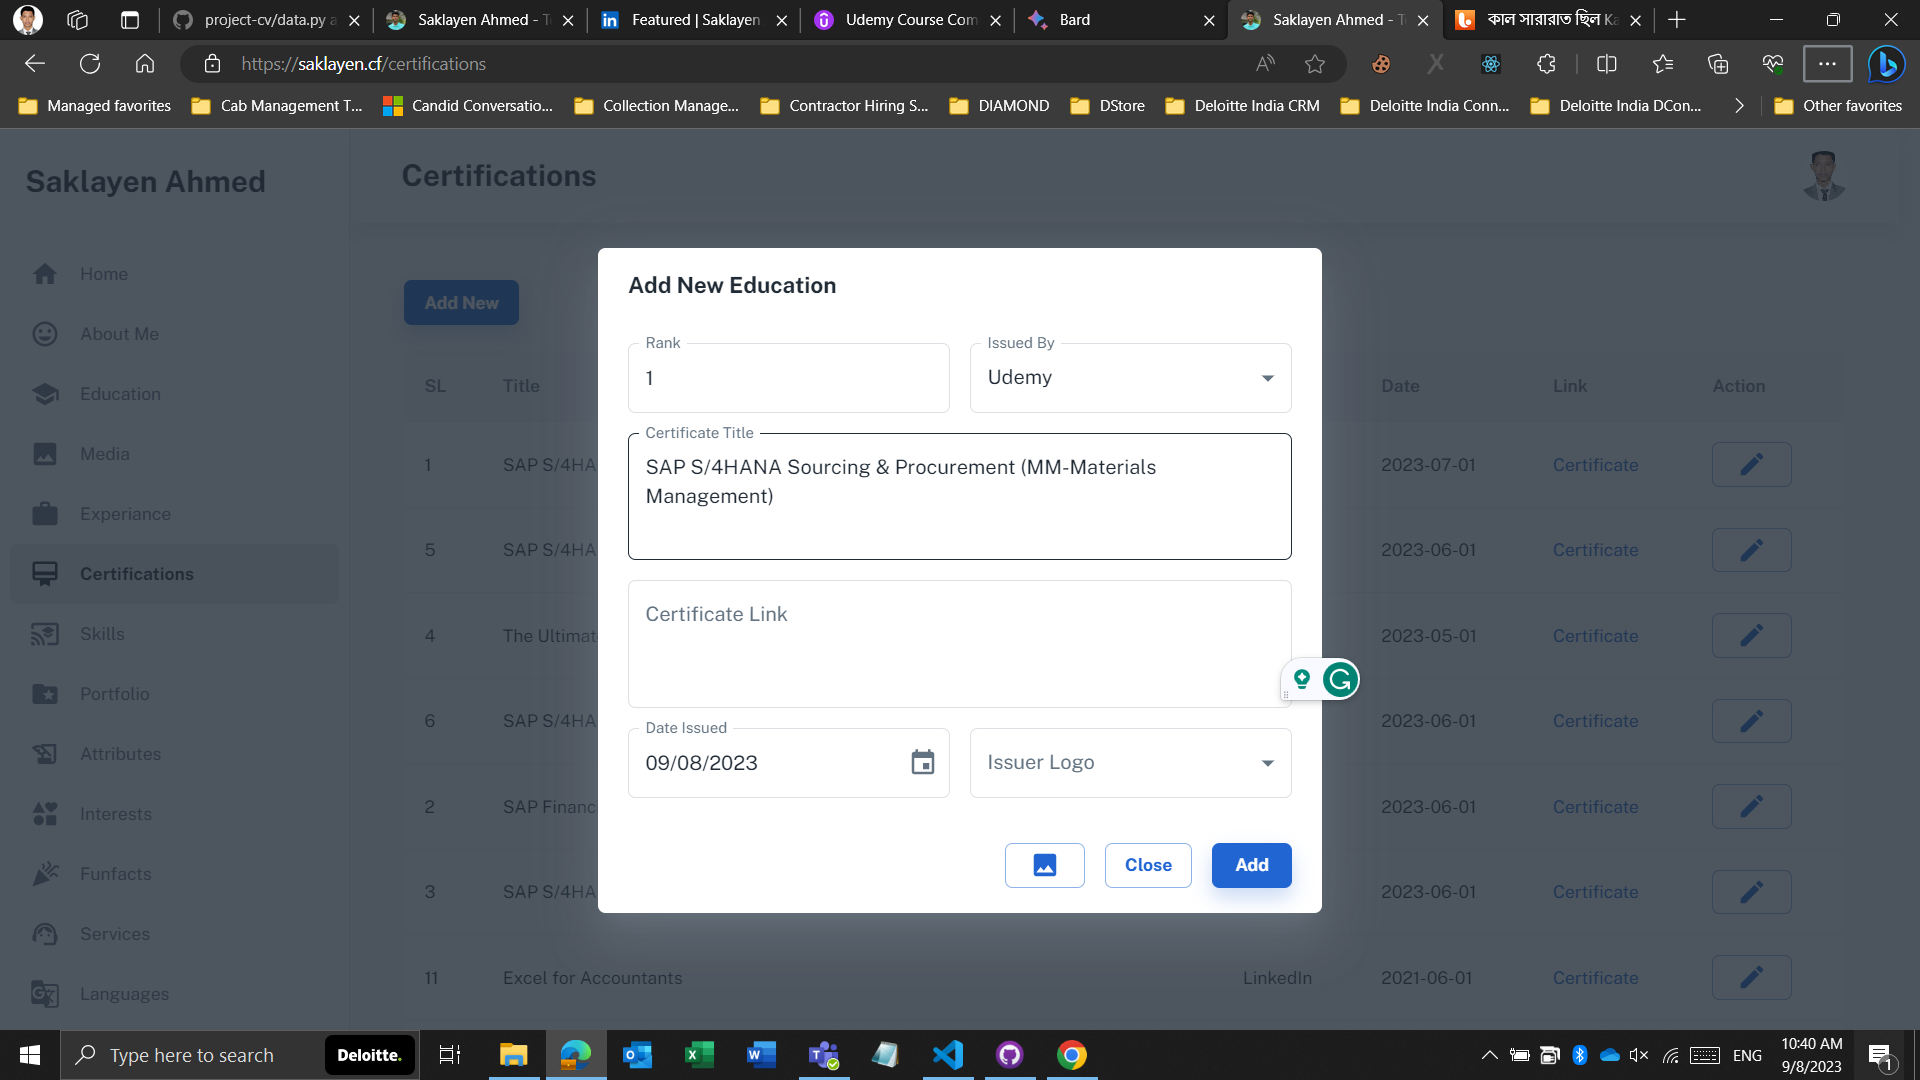 project-cv/data.py a
Saklayen Ahmed - Te
Featured | Saklayen
Udemy Course Com
Bard
Saklayen Ahmed - Te
কাল সারারাত ছিল Ka
https://saklayen.cf/certifications
Managed favorites
Cab Management T...
Candid Conversatio...
Collection Manage...
Contractor Hiring S...
DIAMOND
DStore
Deloitte India CRM
Deloitte India Conn...
Deloitte India DCon...
Other favorites
Saklayen Ahmed
Home
About Me
Education
Media
Experiance
Certifications
Skills
Portfolio
Attributes
Interests
Funfacts
Services
Languages
Certifications
Add New
SL Title Date Link Action
1 SAP S/4HA 2023-07-01 Certificate
5 SAP S/4HA 2023-06-01 Certificate
4 The Ultimat 2023-05-01 Certificate
6 SAP S/4HA 2023-06-01 Certificate
2 SAP Financ 2023-06-01 Certificate
3 SAP S/4HA 2023-06-01 Certificate
11 Excel for Accountants LinkedIn 2021-06-01 Certificate
Add New Education
Rank
1
Issued By
Udemy
Certificate Title
SAP S/4HANA Sourcing & Procurement (MM-Materials
Management)
Certificate Link
Date Issued
09/08/2023
Issuer Logo
Close
Add
Type here to search
Deloitte.
ENG
10:40 AM
9/8/2023
1